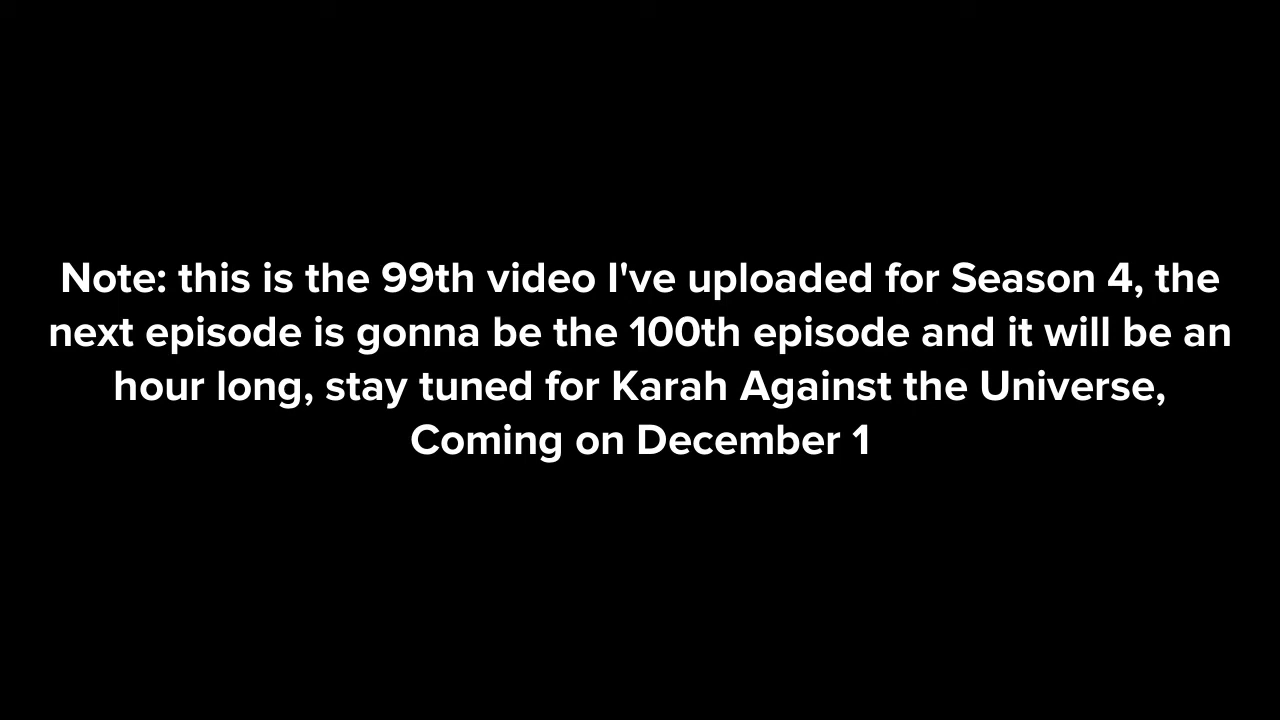 Note: this is the 99th video I've uploaded for Season 4, the
next episode is gonna be the 100th episode and it will be an
hour long, stay tuned for Karah Against the Universe,
Coming on December 1